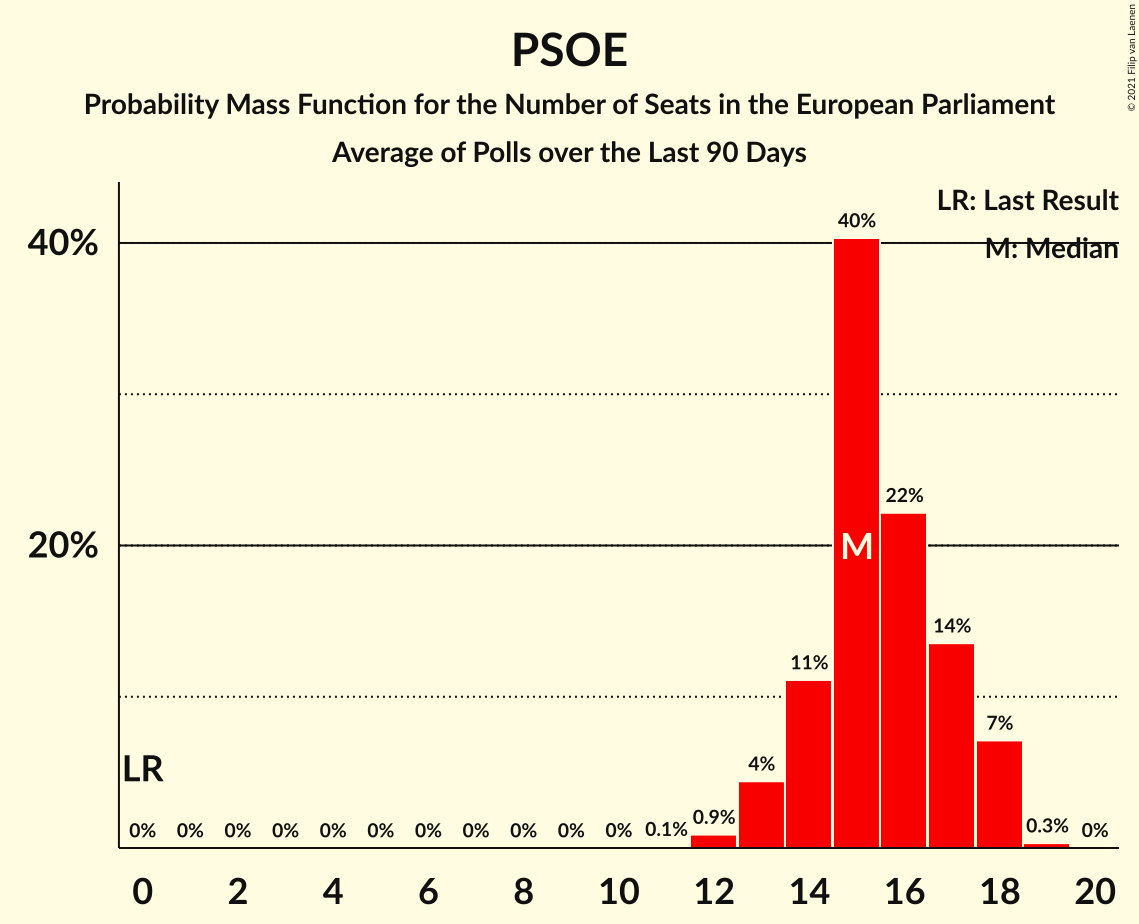 PSOE
Probability Mass Function for the Number of Seats in the European Parliament
Average of Polls over the Last 90 Days
© 2021 Filip van Laenen
LR: Last Result
M: Median
40%
20%
40%
22%
M
14%
11%
7%
4%
LR
0% 0% 0% 0% 0% 0% 0% 0% 0% 0% 0% 0.1% 0.9% 0.3% 0%
0 2 4 6 8 10 12 14 16 18 20